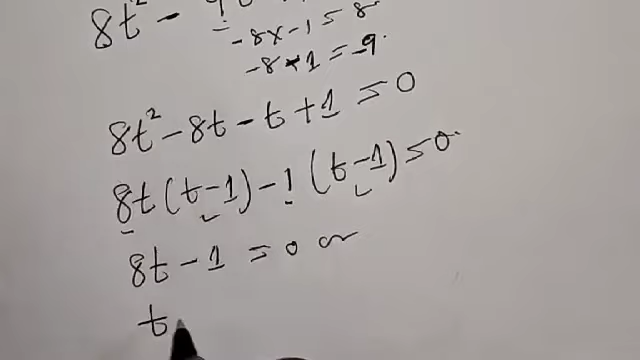 8t² - 9t
-8x-1 = 8
-8+1 = -9.
8t² - 8t - t + 1 = 0
8t(t-1) - 1(t-1) = 0.
8t - 1 = 0 or
t